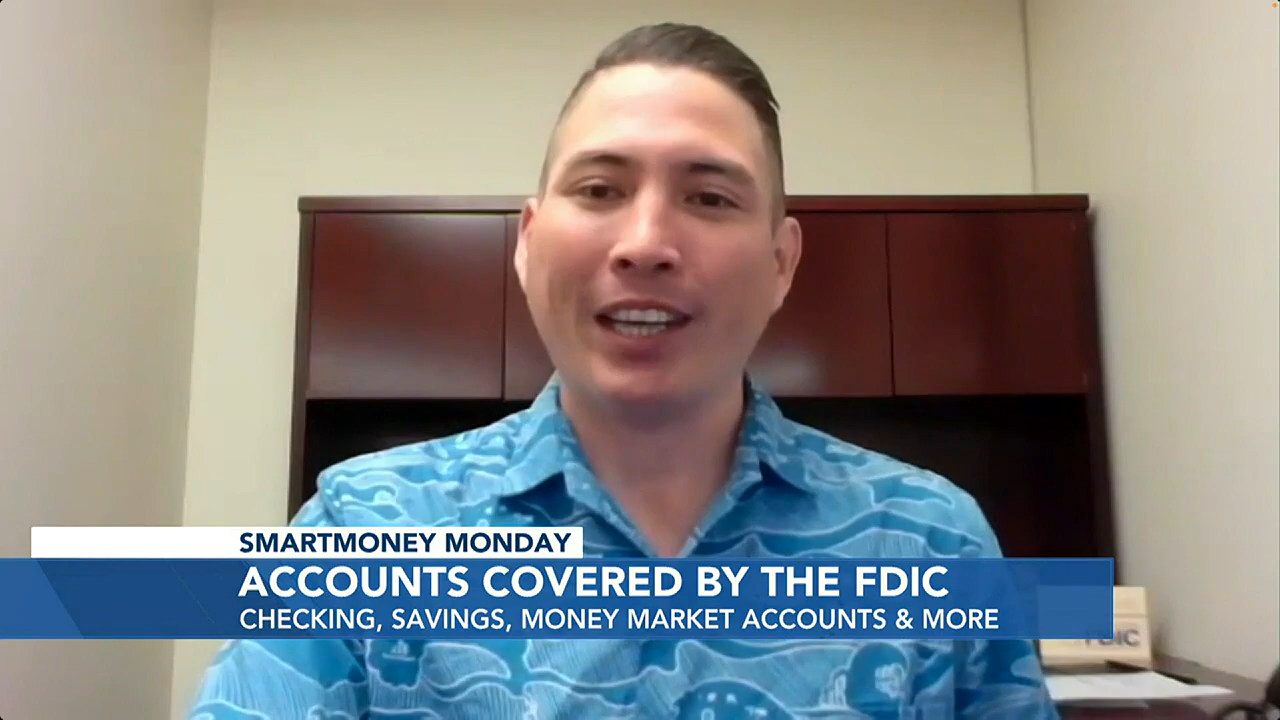 SMARTMONEY MONDAY
ACCOUNTS COVERED BY THE FDIC
CHECKING, SAVINGS, MONEY MARKET ACCOUNTS & MORE
FDIC